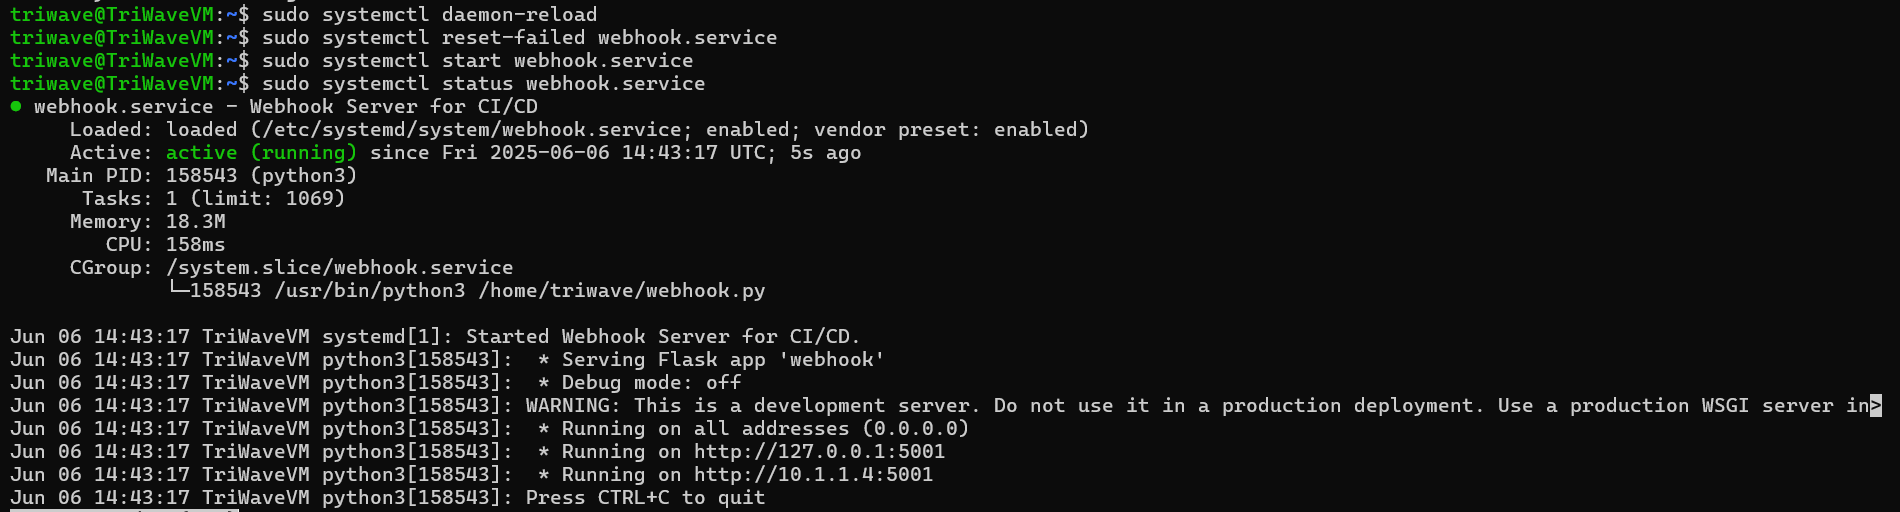 triwave@TriWaveVM:~$ sudo systemctl daemon-reload
triwave@TriWaveVM:~$ sudo systemctl reset-failed webhook.service
triwave@TriWaveVM:~$ sudo systemctl start webhook.service
triwave@TriWaveVM:~$ sudo systemctl status webhook.service
● webhook.service - Webhook Server for CI/CD
     Loaded: loaded (/etc/systemd/system/webhook.service; enabled; vendor preset: enabled)
     Active: active (running) since Fri 2025-06-06 14:43:17 UTC; 5s ago
   Main PID: 158543 (python3)
      Tasks: 1 (limit: 1069)
     Memory: 18.3M
        CPU: 158ms
     CGroup: /system.slice/webhook.service
             └─158543 /usr/bin/python3 /home/triwave/webhook.py
Jun 06 14:43:17 TriWaveVM systemd[1]: Started Webhook Server for CI/CD.
Jun 06 14:43:17 TriWaveVM python3[158543]:  * Serving Flask app 'webhook'
Jun 06 14:43:17 TriWaveVM python3[158543]:  * Debug mode: off
Jun 06 14:43:17 TriWaveVM python3[158543]: WARNING: This is a development server. Do not use it in a production deployment. Use a production WSGI server in>
Jun 06 14:43:17 TriWaveVM python3[158543]:  * Running on all addresses (0.0.0.0)
Jun 06 14:43:17 TriWaveVM python3[158543]:  * Running on http://127.0.0.1:5001
Jun 06 14:43:17 TriWaveVM python3[158543]:  * Running on http://10.1.1.4:5001
Jun 06 14:43:17 TriWaveVM python3[158543]: Press CTRL+C to quit